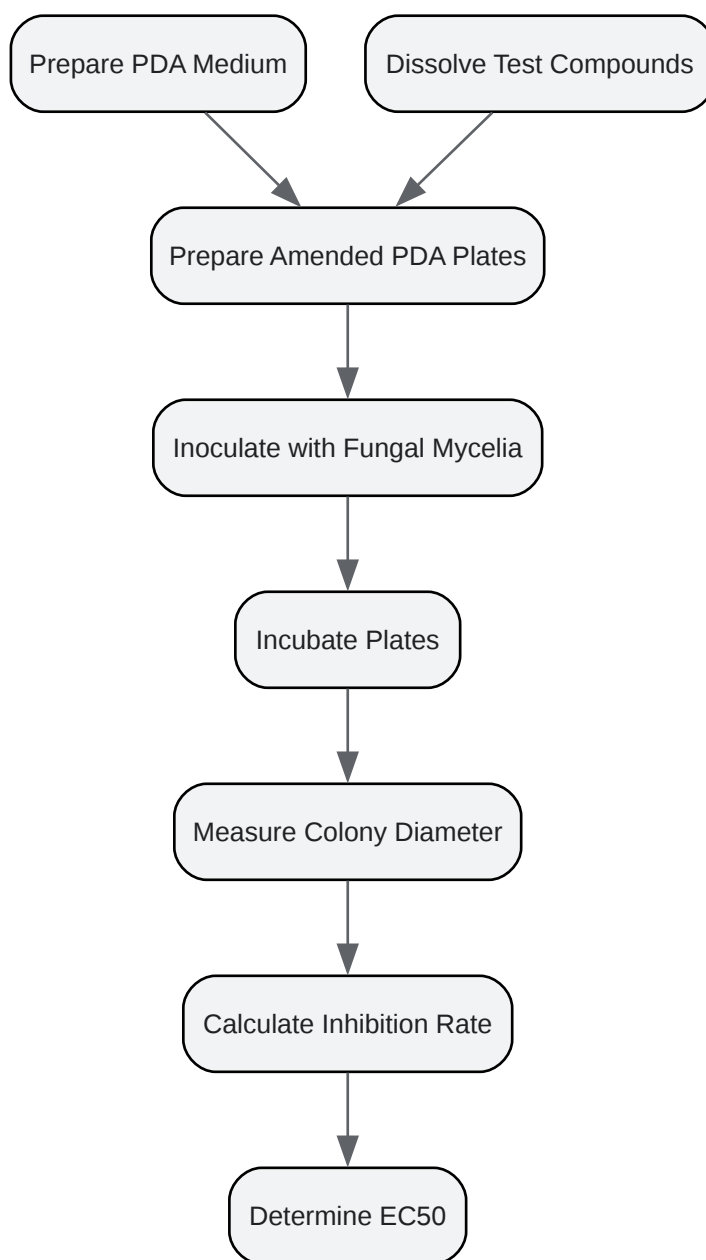 Prepare PDA Medium
Dissolve Test Compounds
Prepare Amended PDA Plates
Inoculate with Fungal Mycelia
Incubate Plates
Measure Colony Diameter
Calculate Inhibition Rate
Determine EC50